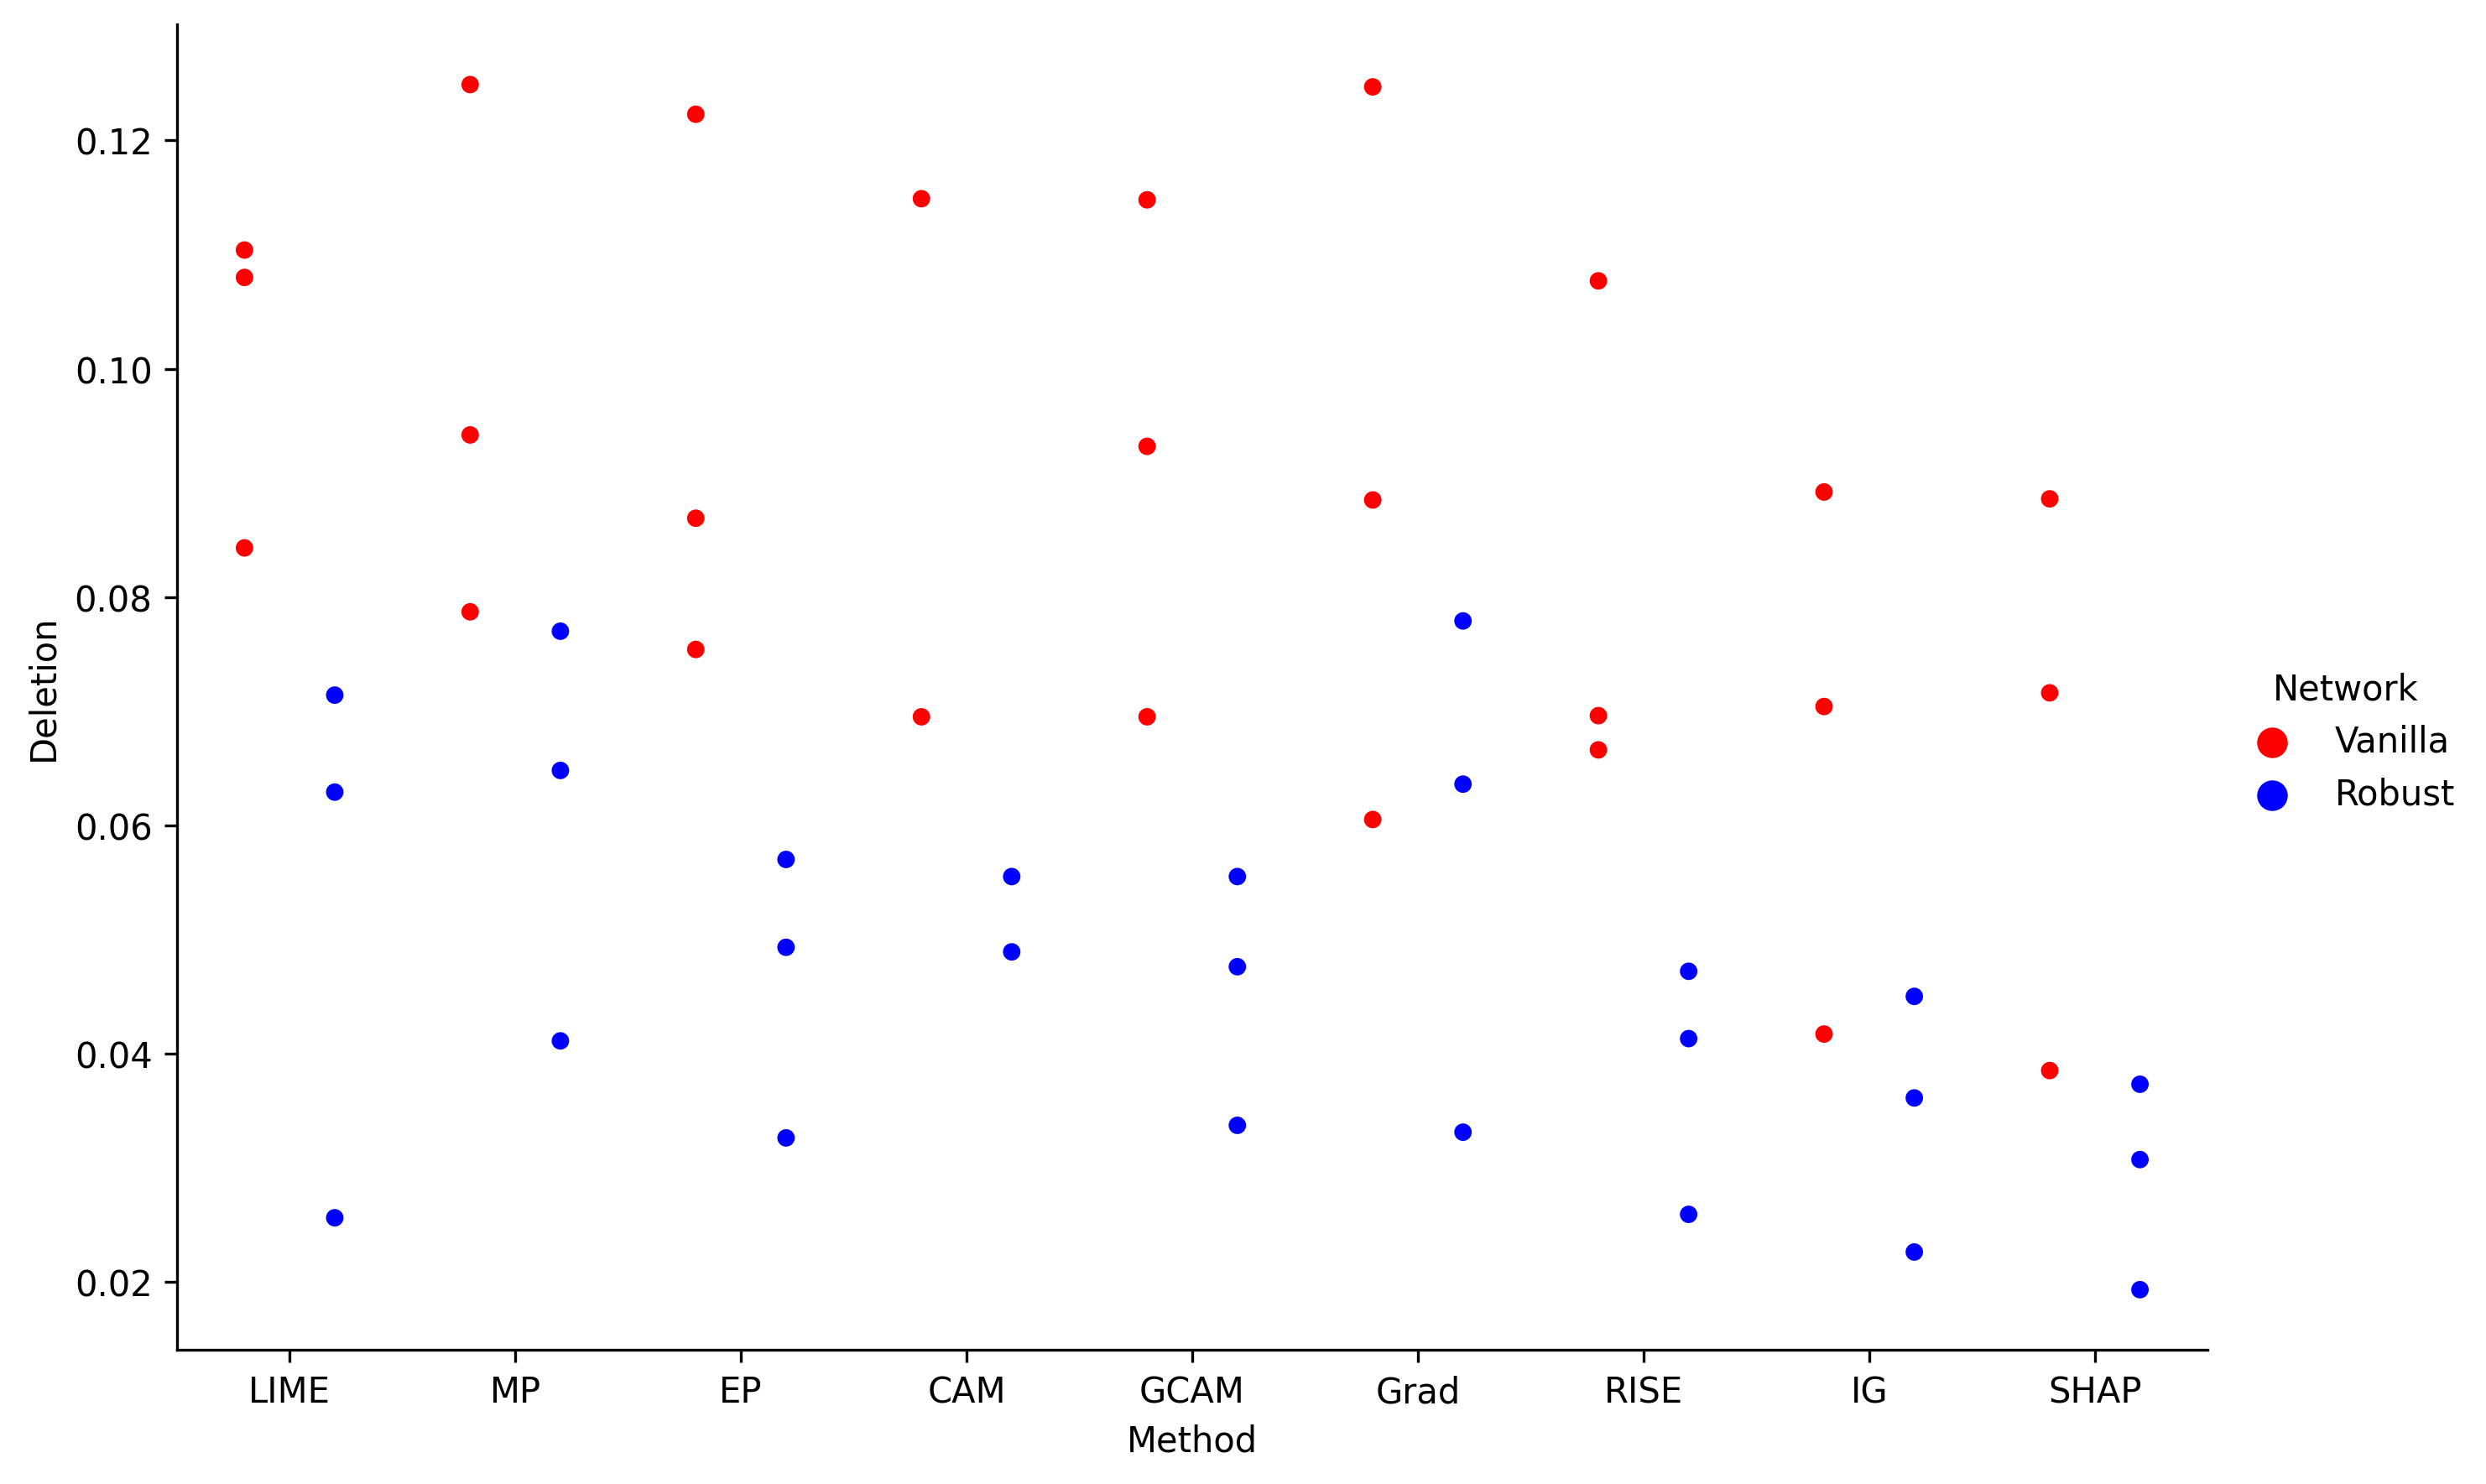 0.12
0.10
0.08
0.06
0.04
0.02
Deletion
LIME MP EP CAM GCAM Grad RISE IG SHAP
Method
Network
Vanilla
Robust